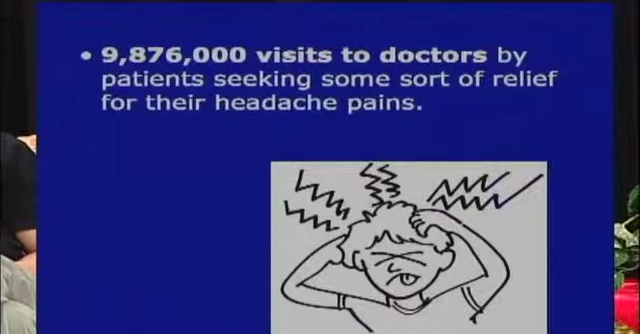 • 9,876,000 visits to doctors by
patients seeking some sort of relief
for their headache pains.